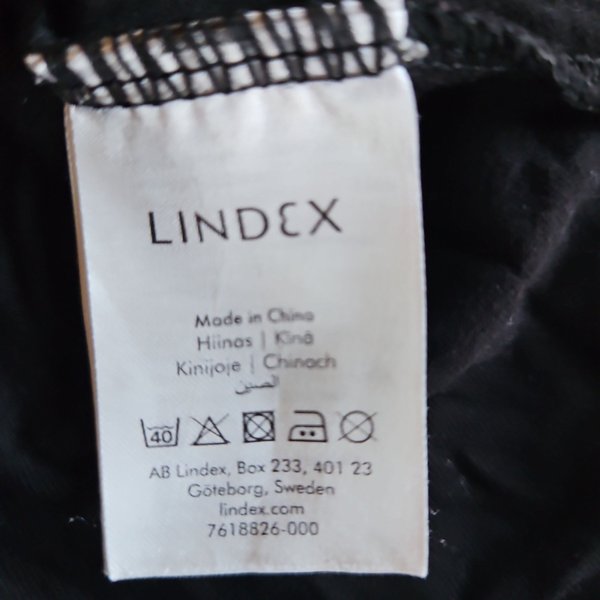 LINDEX
Made in China
Hiinas | Kīnā
Kinijoje | Chinach
الصين
40
AB Lindex, Box 233, 401 23
Göteborg, Sweden
lindex.com
7618826-000